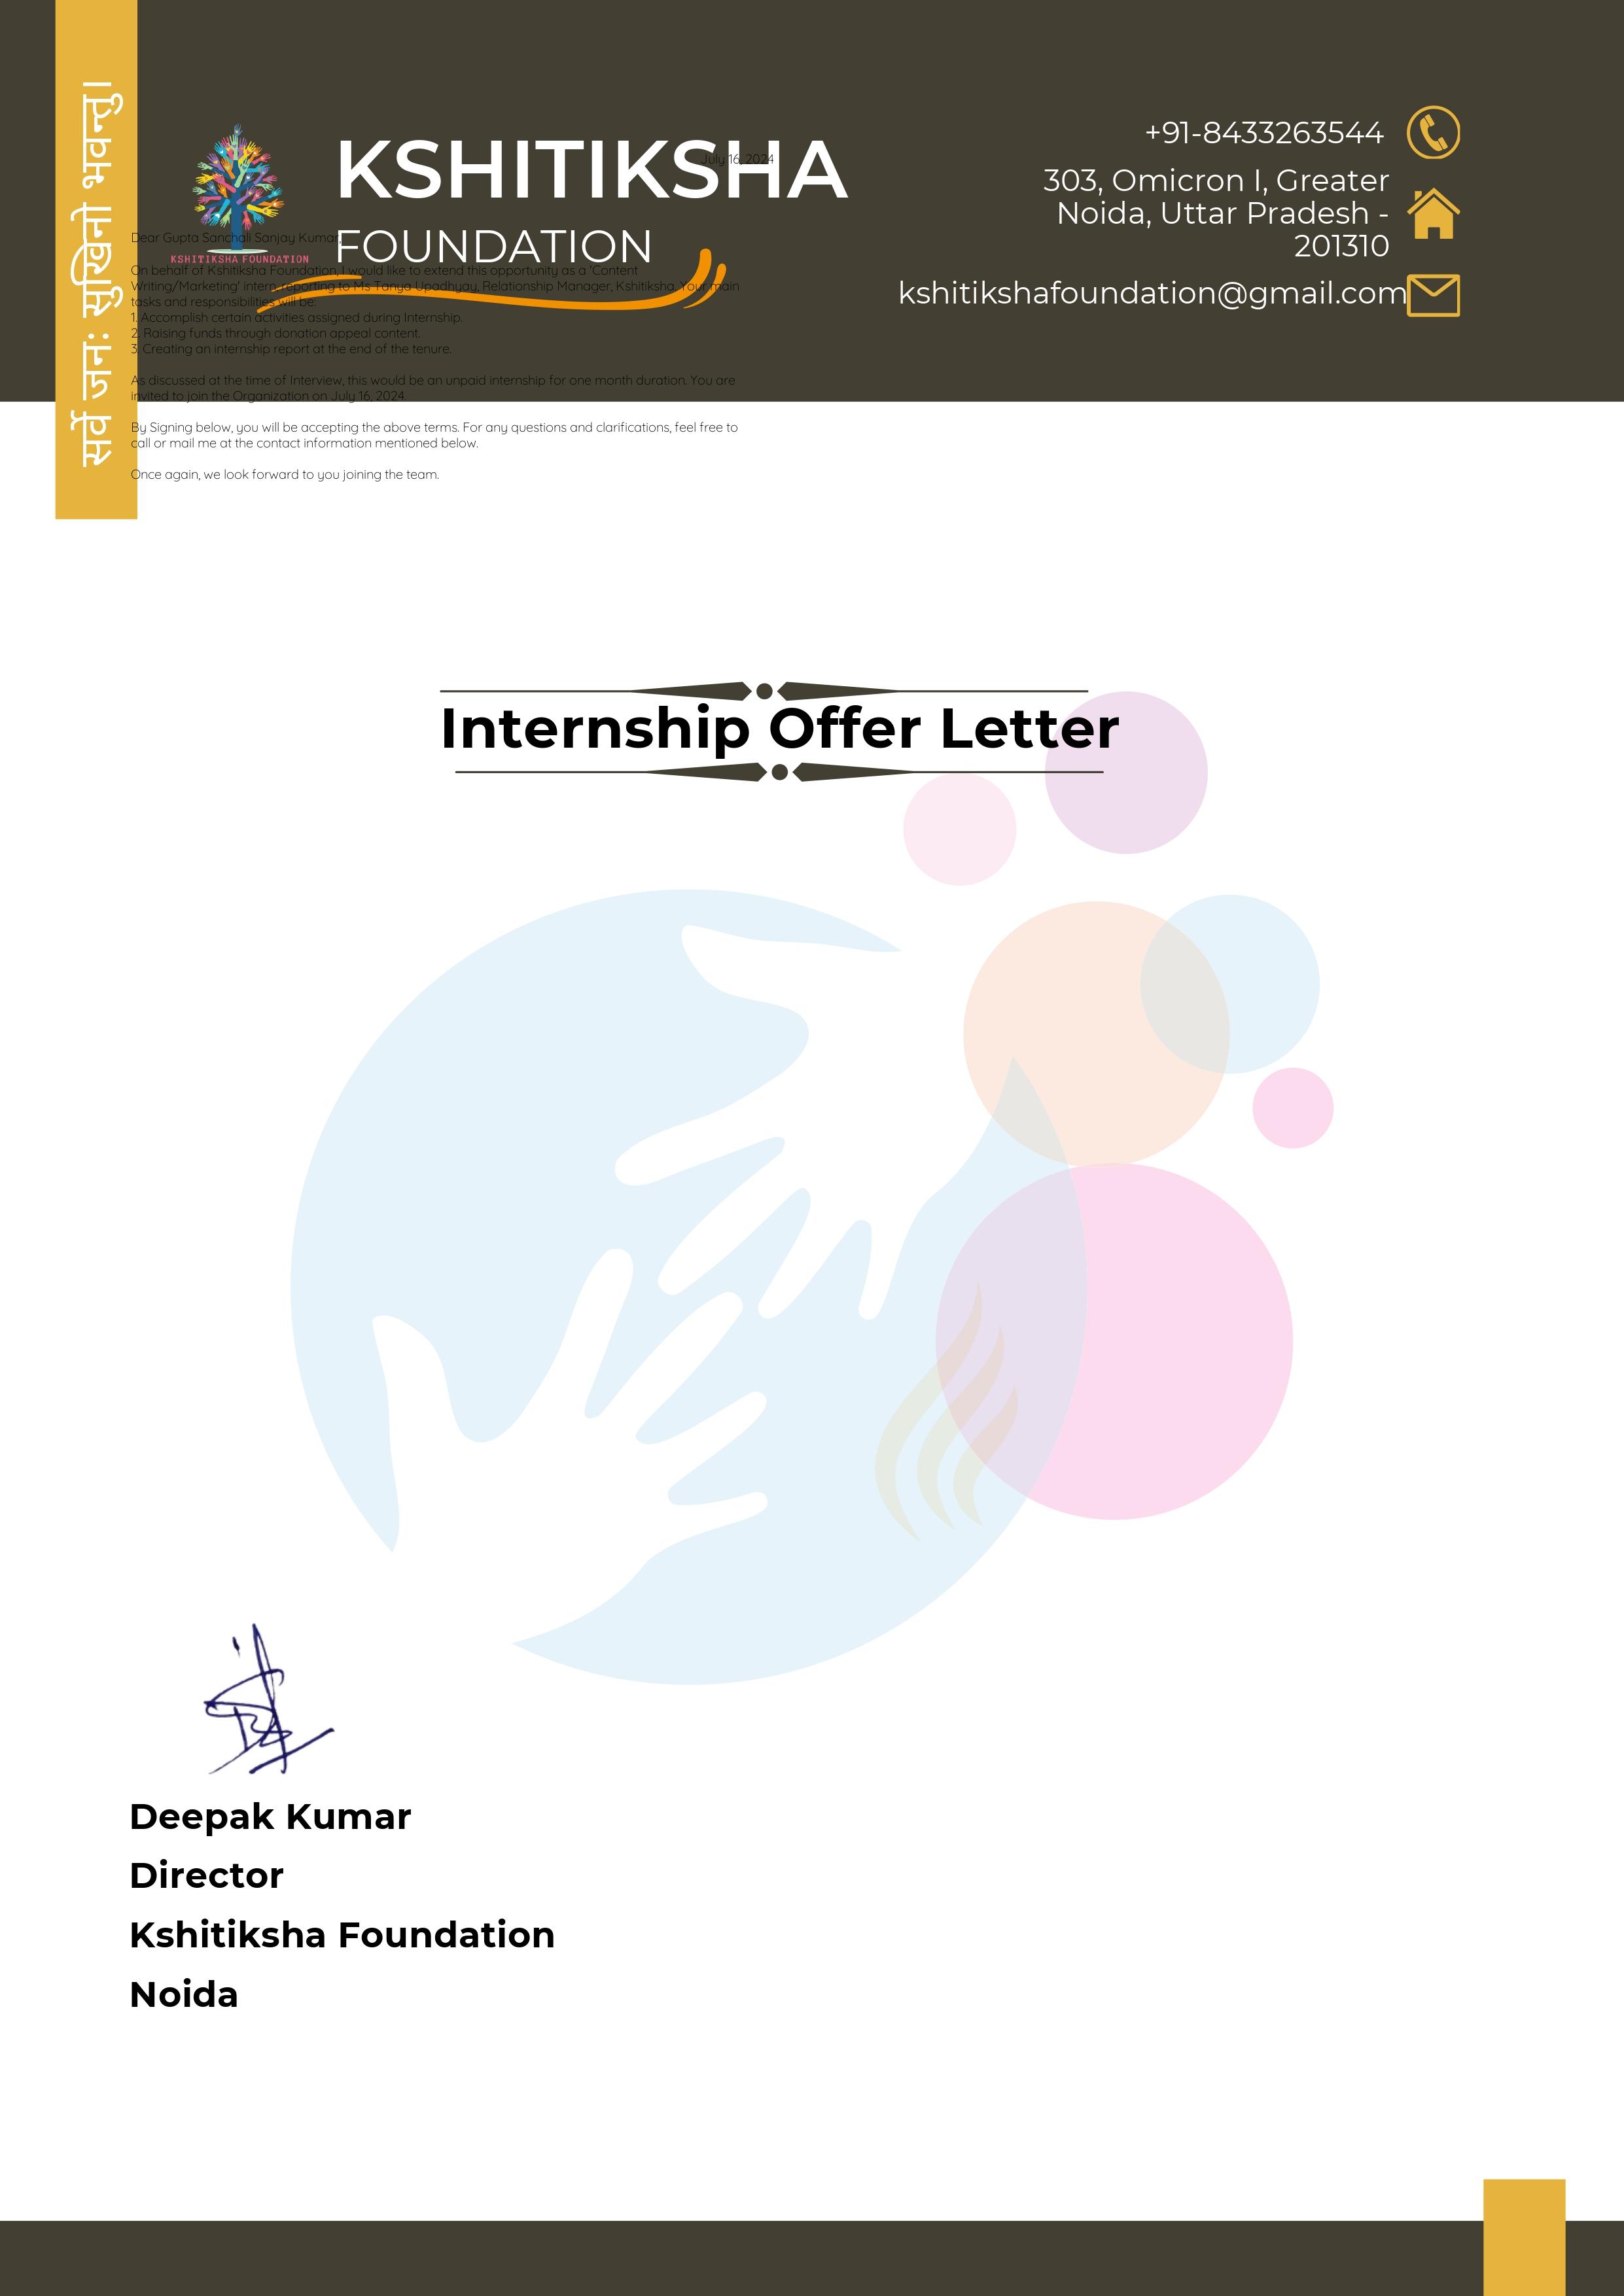 सर्वे जनः सुखिनो भवन्तु।
KSHITIKSHA
FOUNDATION
KSHITIKSHA FOUNDATION
+91-8433263544
303, Omicron I, Greater
Noida, Uttar Pradesh -
201310
kshitikshafoundation@gmail.com
July 16, 2024
Dear Gupta Sanchali Sanjay Kumar,
On behalf of Kshitiksha Foundation, I would like to extend this opportunity as a 'Content
Writing/Marketing' intern reporting to Ms Tanya Upadhyay, Relationship Manager, Kshitiksha. Your main
tasks and responsibilities will be:
1. Accomplish certain activities assigned during Internship.
2. Raising funds through donation appeal content.
3. Creating an internship report at the end of the tenure.
As discussed at the time of Interview, this would be an unpaid internship for one month duration. You are
invited to join the Organization on July 16, 2024.
By Signing below, you will be accepting the above terms. For any questions and clarifications, feel free to
call or mail me at the contact information mentioned below.
Once again, we look forward to you joining the team.
Internship Offer Letter
Deepak Kumar
Director
Kshitiksha Foundation
Noida